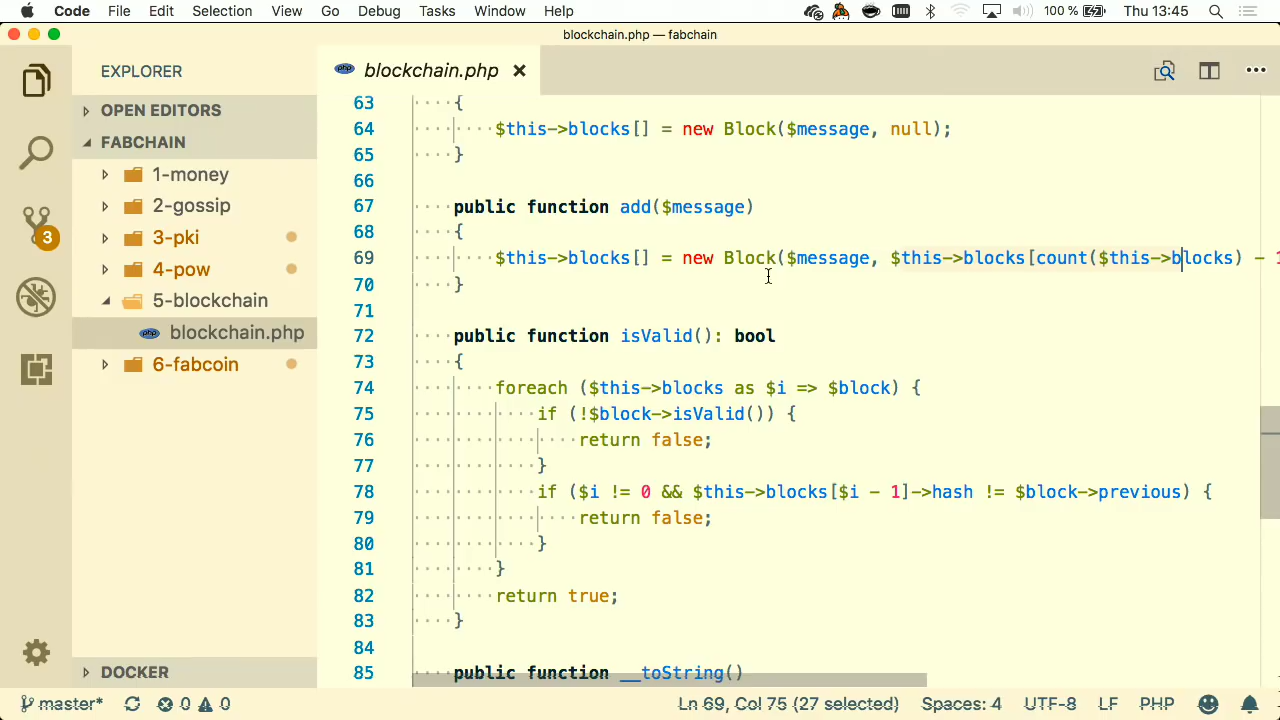 Code File Edit Selection View Go Debug Tasks Window Help 100 % Thu 13:45
blockchain.php — fabchain
EXPLORER
OPEN EDITORS
FABCHAIN
1-money
2-gossip
3-pki
4-pow
5-blockchain
php blockchain.php
6-fabcoin
DOCKER
3
php blockchain.php ×
63 {
64 $this->blocks[] = new Block($message, null);
65 }
66
67 public function add($message)
68 {
69 $this->blocks[] = new Block($message, $this->blocks[count($this->blocks) - 1
70 }
71
72 public function isValid(): bool
73 {
74 foreach ($this->blocks as $i => $block) {
75 if (!$block->isValid()) {
76 return false;
77 }
78 if ($i != 0 && $this->blocks[$i - 1]->hash != $block->previous) {
79 return false;
80 }
81 }
82 return true;
83 }
84
85 public function __toString()
master* 0 0 Ln 69, Col 75 (27 selected) Spaces: 4 UTF-8 LF PHP